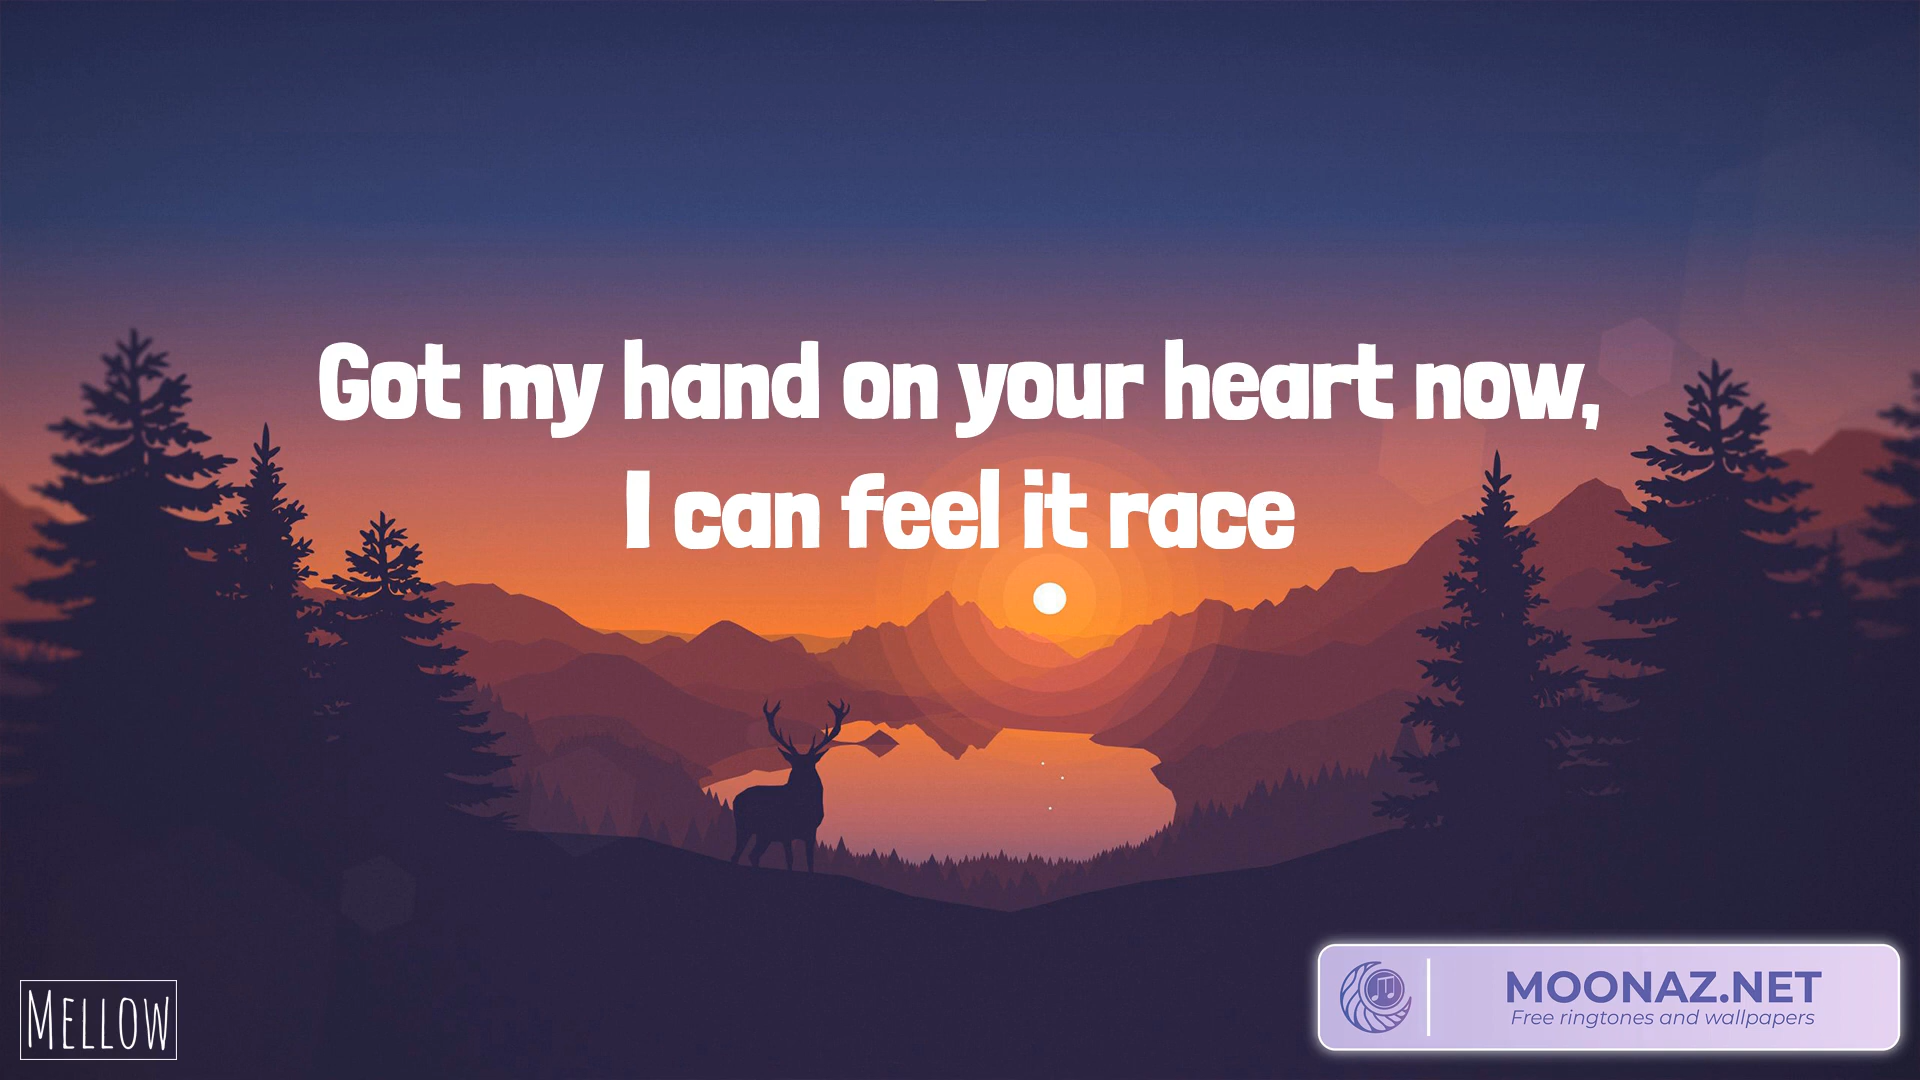 Got my hand on your heart now,
I can feel it race
MELLOW
MOONAZ.NET
Free ringtones and wallpapers